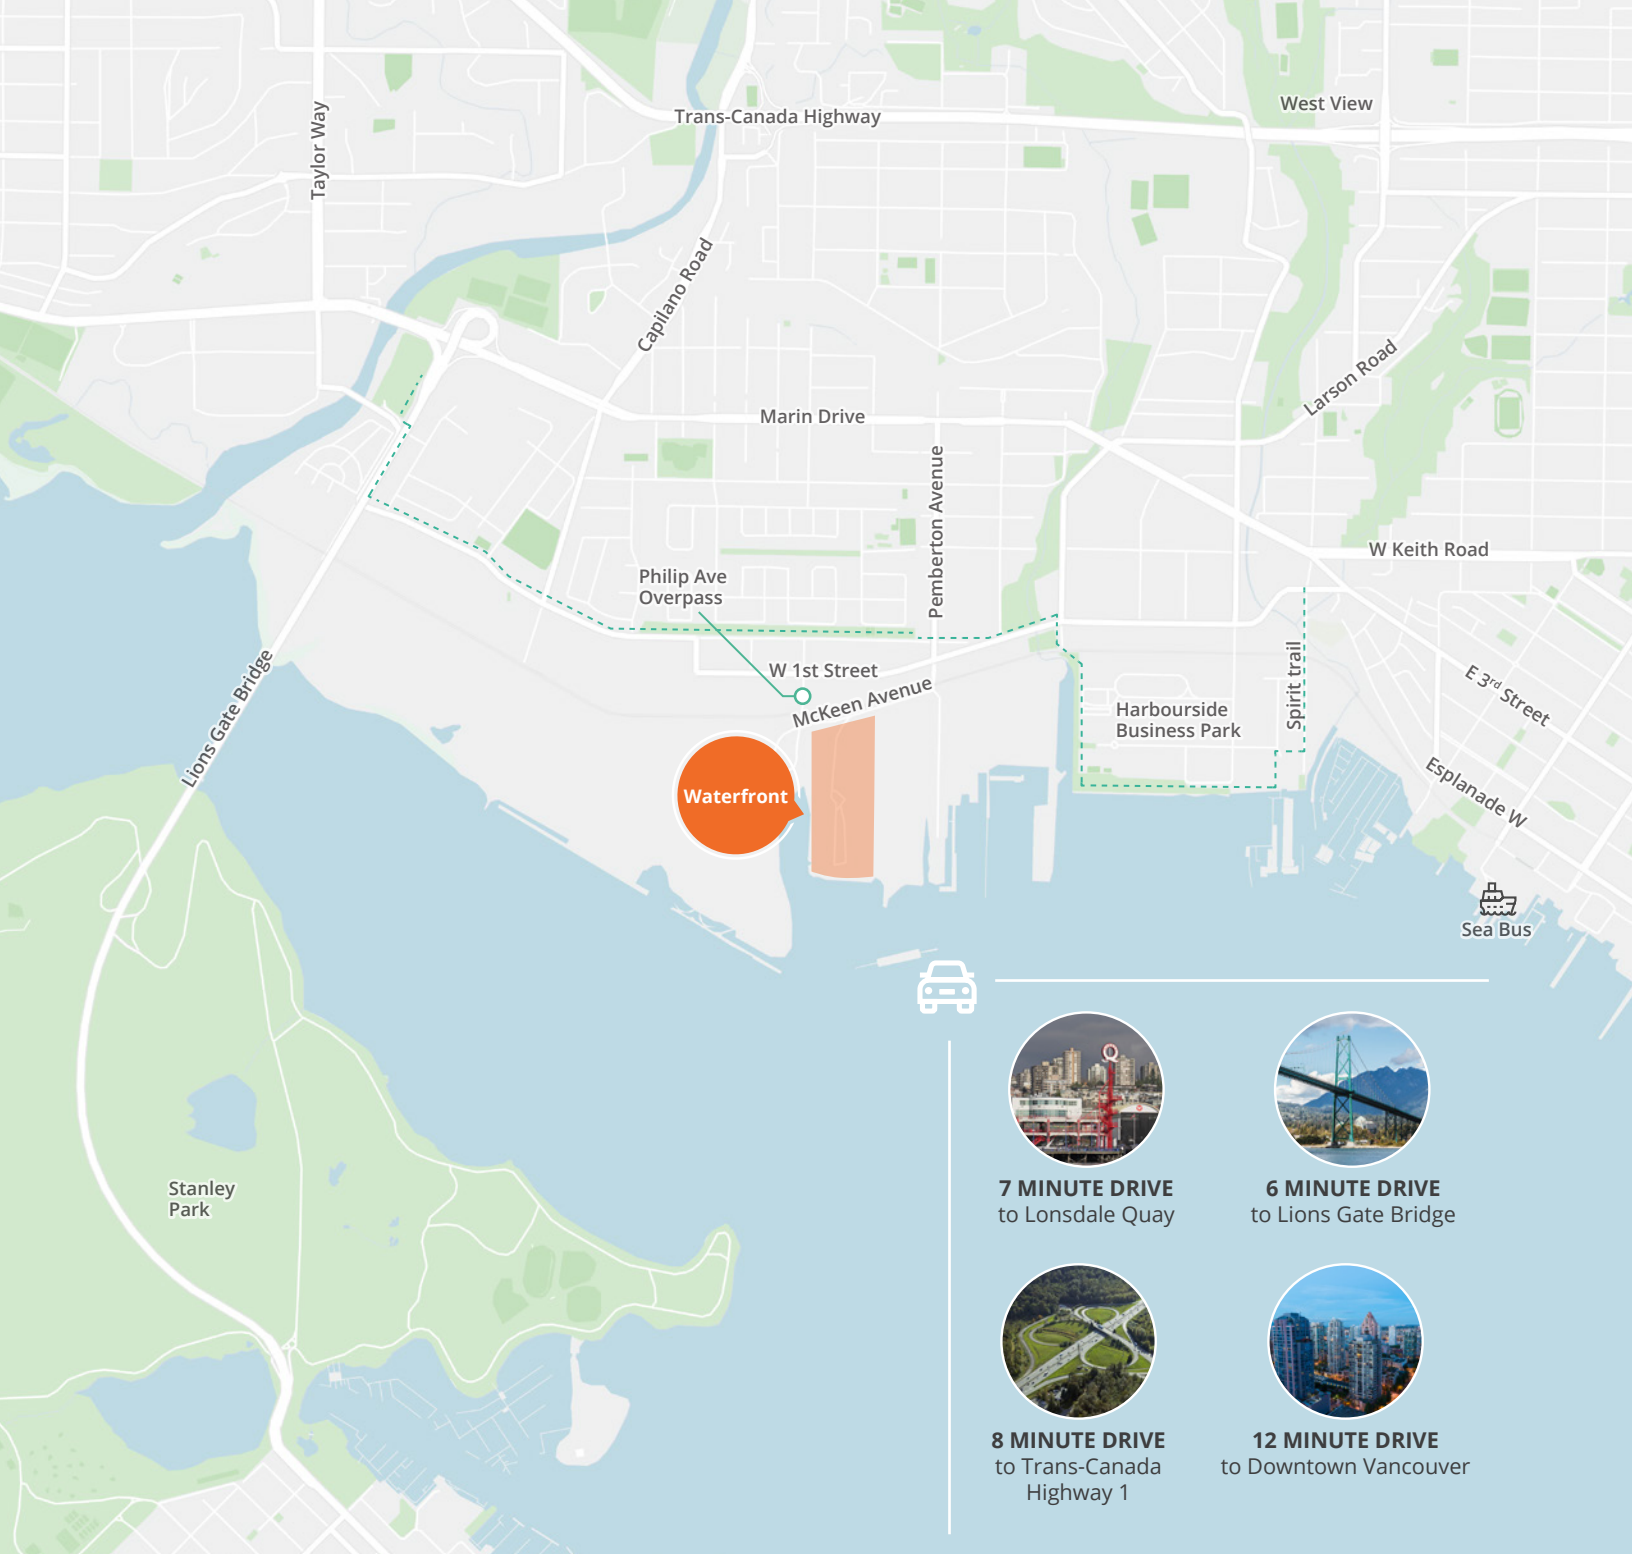 West View
Trans-Canada Highway
Taylor Way
Capilano Road
Larson Road
Marin Drive
Pemberton Avenue
W Keith Road
Philip Ave
Overpass
W 1st Street
McKeen Avenue
Lions Gate Bridge
Spirit trail
E 3rd Street
Harbourside
Business Park
Waterfront
Esplanade W
Sea Bus
Q
7 MINUTE DRIVE
to Lonsdale Quay
6 MINUTE DRIVE
to Lions Gate Bridge
Stanley
Park
8 MINUTE DRIVE
to Trans-Canada
Highway 1
12 MINUTE DRIVE
to Downtown Vancouver